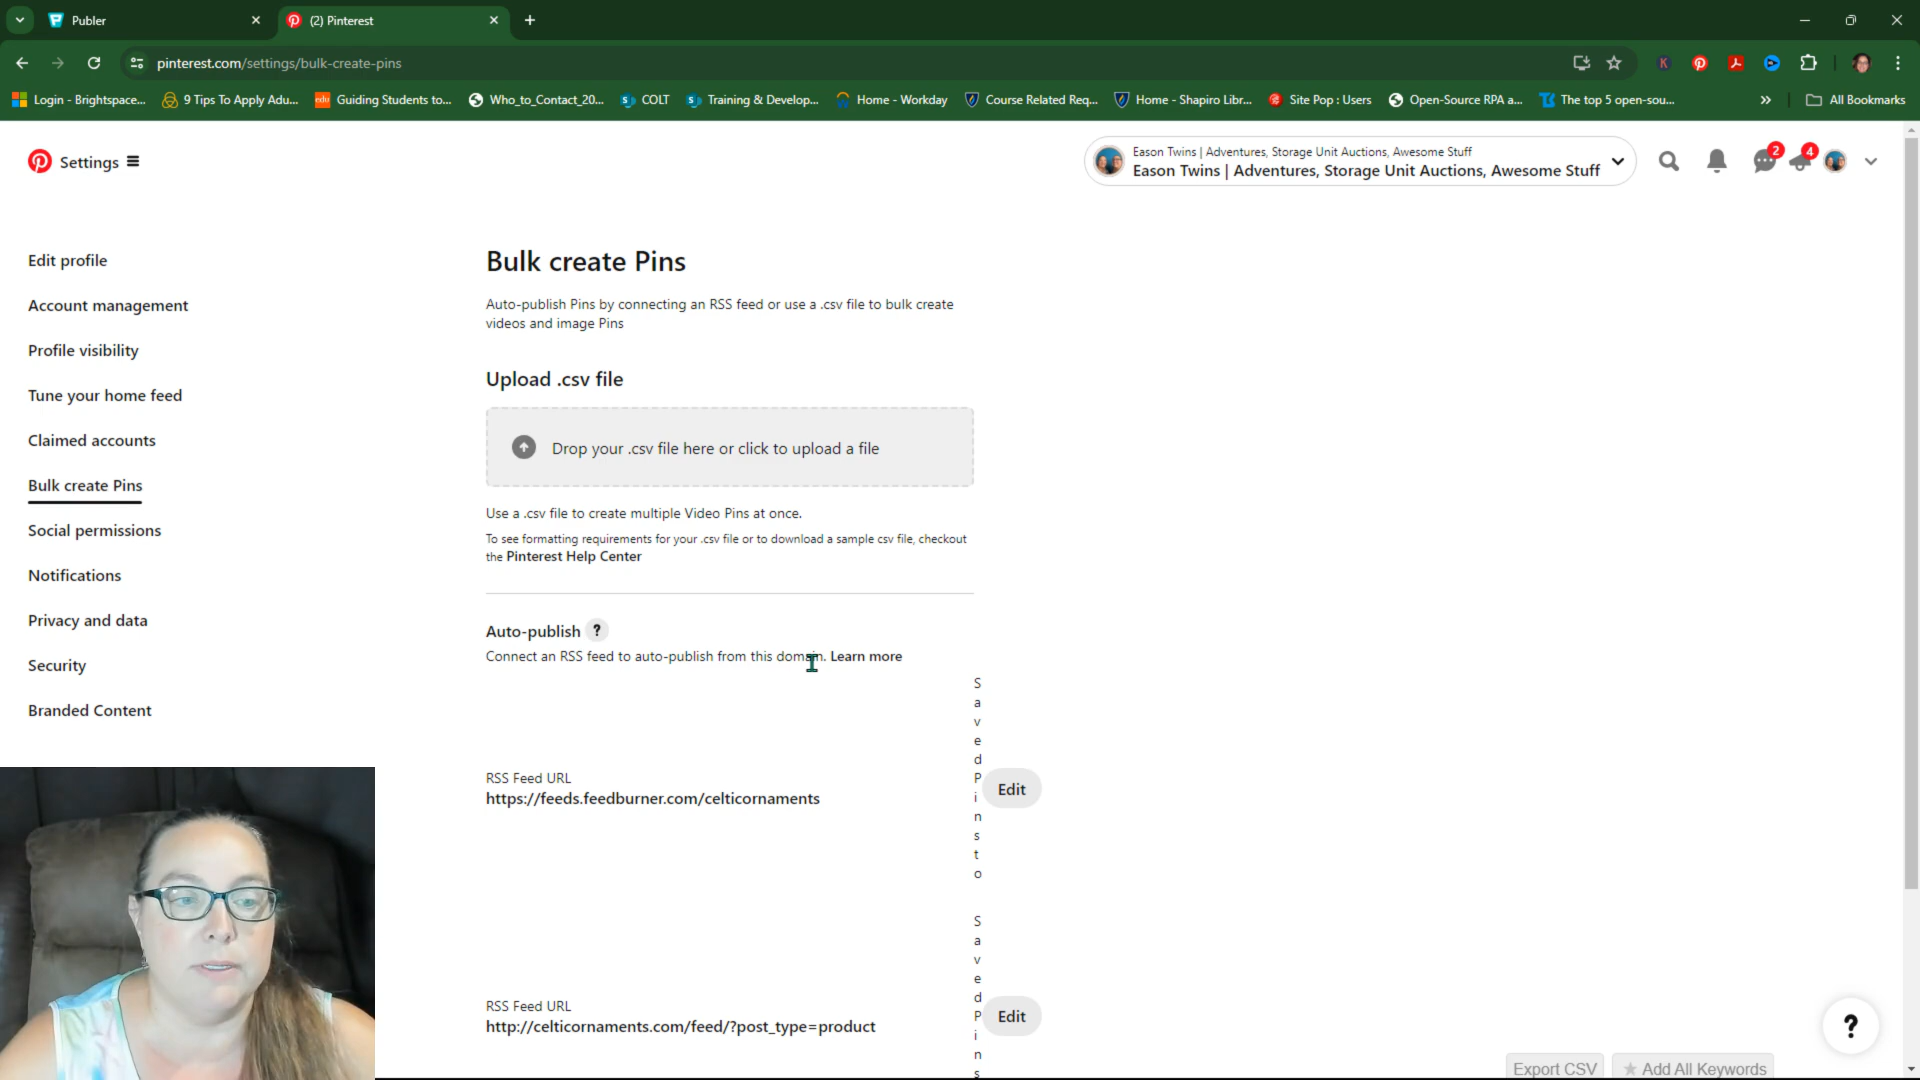 Publer
(2) Pinterest
pinterest.com/settings/bulk-create-pins
Login - Brightspace...
9 Tips To Apply Adu...
edu
Guiding Students to...
Who_to_Contact_20...
COLT
Training & Develop...
Home - Workday
Course Related Req...
Home - Shapiro Libr...
Site Pop : Users
Open-Source RPA a...
The top 5 open-sou...
All Bookmarks
Settings
Eason Twins | Adventures, Storage Unit Auctions, Awesome Stuff
Eason Twins | Adventures, Storage Unit Auctions, Awesome Stuff
2
4
Edit profile
Account management
Profile visibility
Tune your home feed
Claimed accounts
Bulk create Pins
Social permissions
Notifications
Privacy and data
Security
Branded Content
Bulk create Pins
Auto-publish Pins by connecting an RSS feed or use a .csv file to bulk create
videos and image Pins
Upload .csv file
Drop your .csv file here or click to upload a file
Use a .csv file to create multiple Video Pins at once.
To see formatting requirements for your .csv file or to download a sample csv file, checkout
the Pinterest Help Center
Auto-publish ?
Connect an RSS feed to auto-publish from this domain. Learn more
RSS Feed URL
https://feeds.feedburner.com/celticornaments
Saved Pins to
Edit
RSS Feed URL
http://celticornaments.com/feed/?post_type=product
Saved Pins
Edit
?
Export CSV
★ Add All Keywords